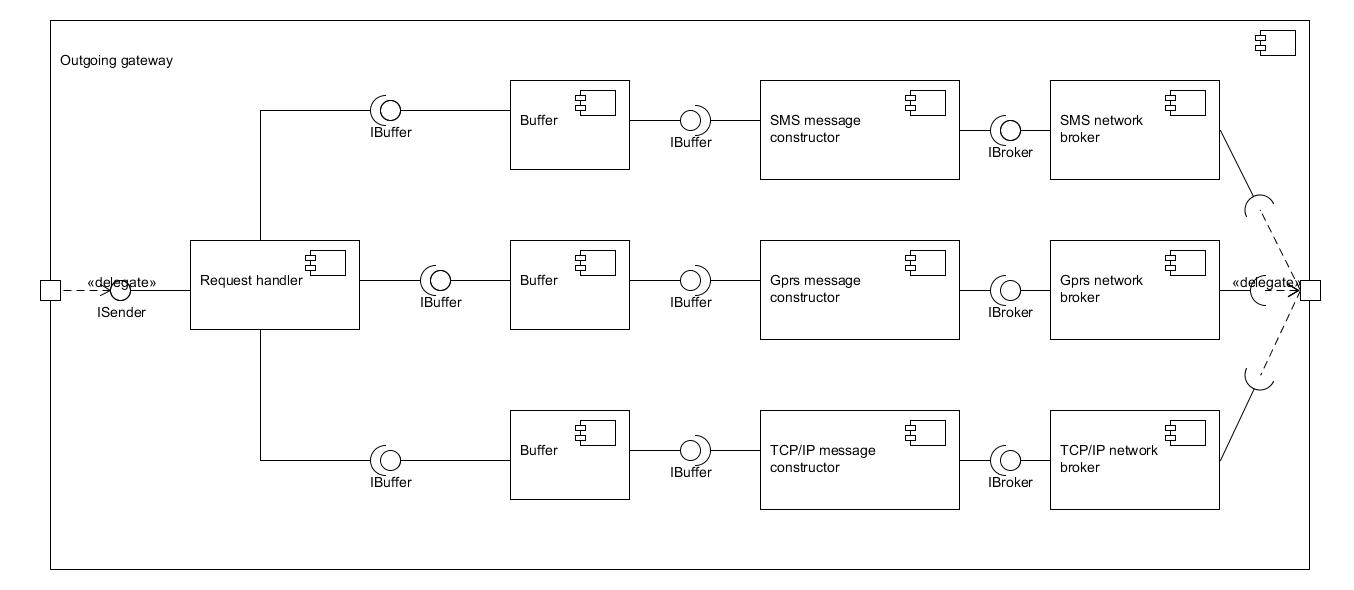 Outgoing gateway
IBuffer
Buffer
IBuffer
SMS message
constructor
IBroker
SMS network
broker
«delegate»
ISender
Request handler
IBuffer
Buffer
IBuffer
Gprs message
constructor
IBroker
Gprs network
broker
«delegate»
IBuffer
Buffer
IBuffer
TCP/IP message
constructor
IBroker
TCP/IP network
broker